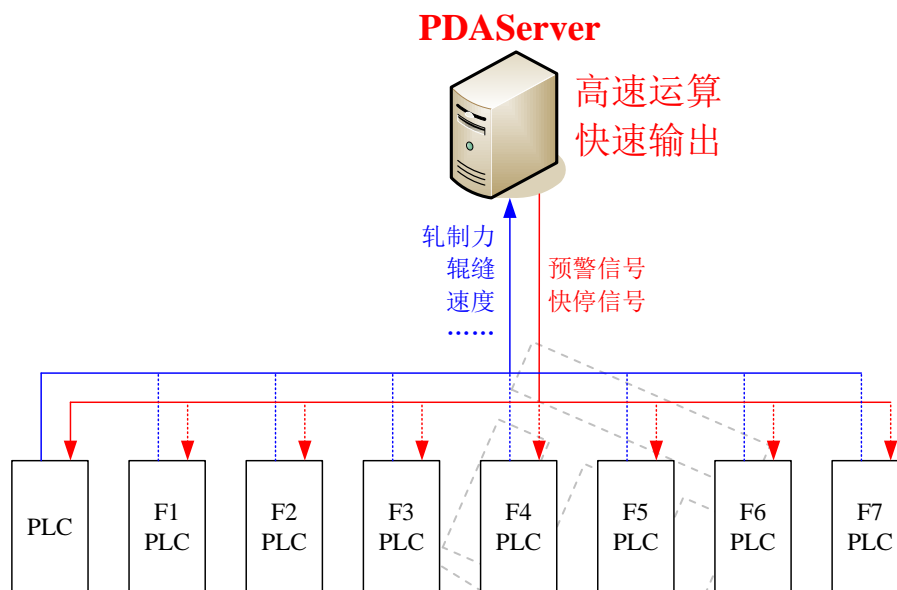 PDAServer
高速运算
快速输出
轧制力
辊缝
速度
……
预警信号
快停信号
PLC
F1
PLC
F2
PLC
F3
PLC
F4
PLC
F5
PLC
F6
PLC
F7
PLC